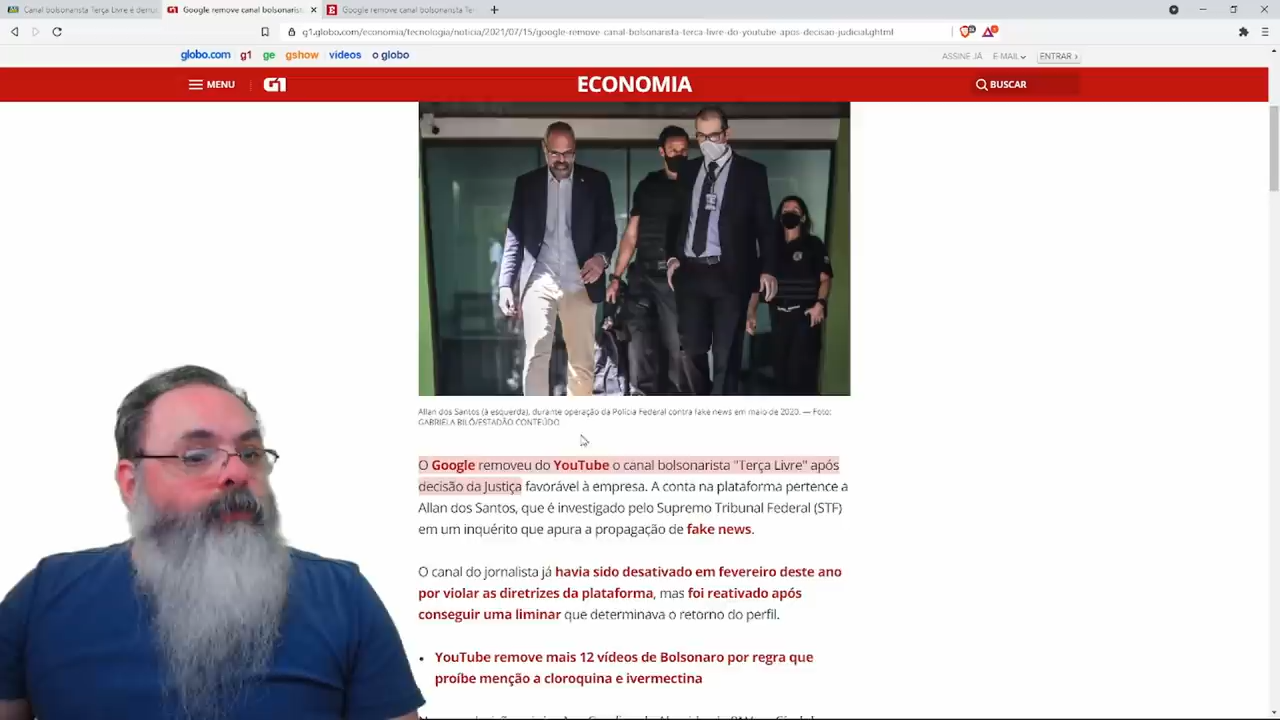 Canal bolsonarista Terça Livre é derru
G1 Google remove canal bolsonarist
Google remove canal bolsonarista Ter
g1.globo.com/economia/tecnologia/noticia/2021/07/15/google-remove-canal-bolsonarista-terca-livre-do-youtube-apos-decisao-judicial.ghtml
globo.com g1 ge gshow vídeos o globo
ASSINE JÁ E-MAIL ENTRAR ›
MENU G1 ECONOMIA BUSCAR
Allan dos Santos (à esquerda), durante operação da Polícia Federal contra fake news em maio de 2020. — Foto:
GABRIELA BILÓ/ESTADÃO CONTEÚDO
O Google removeu do YouTube o canal bolsonarista "Terça Livre" após
decisão da Justiça favorável à empresa. A conta na plataforma pertence a
Allan dos Santos, que é investigado pelo Supremo Tribunal Federal (STF)
em um inquérito que apura a propagação de fake news.
O canal do jornalista já havia sido desativado em fevereiro deste ano
por violar as diretrizes da plataforma, mas foi reativado após
conseguir uma liminar que determinava o retorno do perfil.
• YouTube remove mais 12 vídeos de Bolsonaro por regra que
proíbe menção a cloroquina e ivermectina